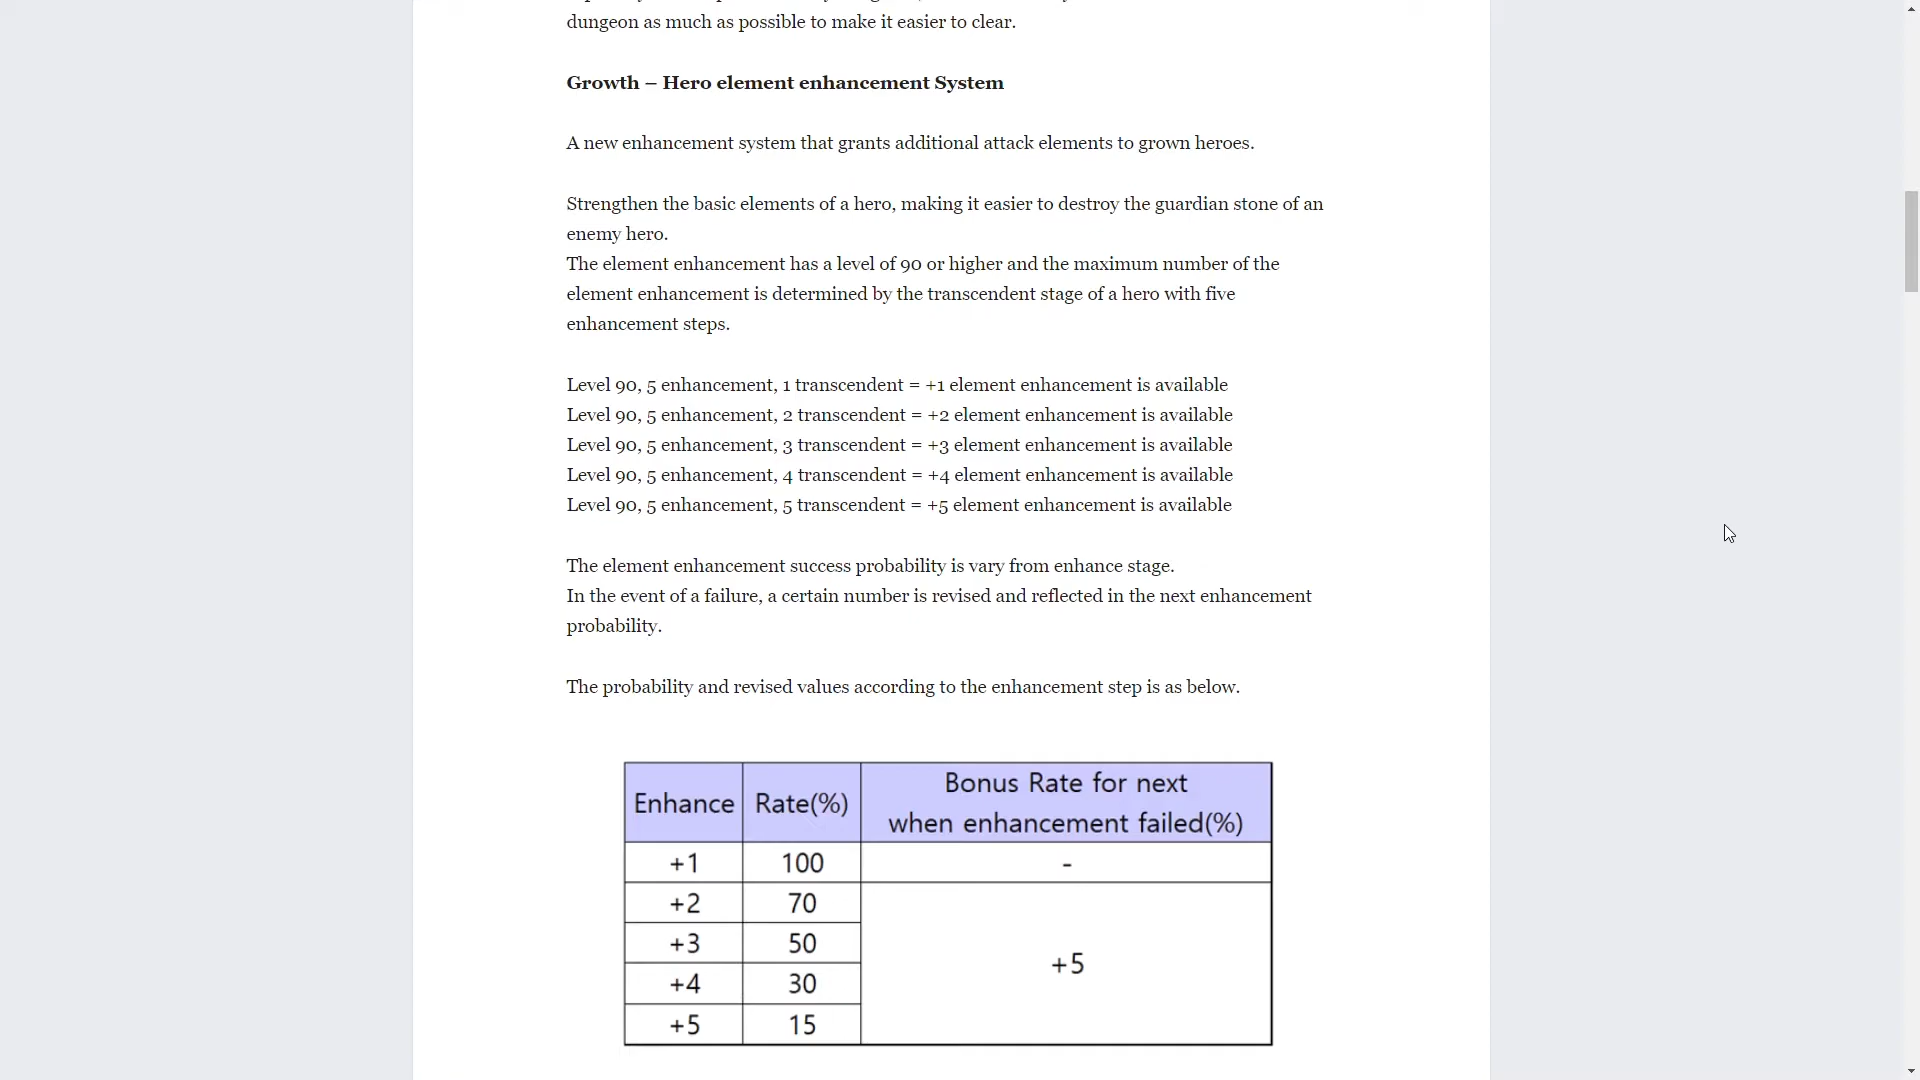 dungeon as much as possible to make it easier to clear.
Growth – Hero element enhancement System
A new enhancement system that grants additional attack elements to grown heroes.
Strengthen the basic elements of a hero, making it easier to destroy the guardian stone of an
enemy hero.
The element enhancement has a level of 90 or higher and the maximum number of the
element enhancement is determined by the transcendent stage of a hero with five
enhancement steps.
Level 90, 5 enhancement, 1 transcendent = +1 element enhancement is available
Level 90, 5 enhancement, 2 transcendent = +2 element enhancement is available
Level 90, 5 enhancement, 3 transcendent = +3 element enhancement is available
Level 90, 5 enhancement, 4 transcendent = +4 element enhancement is available
Level 90, 5 enhancement, 5 transcendent = +5 element enhancement is available
The element enhancement success probability is vary from enhance stage.
In the event of a failure, a certain number is revised and reflected in the next enhancement
probability.
The probability and revised values according to the enhancement step is as below.
Enhance Rate(%) Bonus Rate for next
when enhancement failed(%)
+1 100 -
+2 70
+3 50
+5
+4 30
+5 15